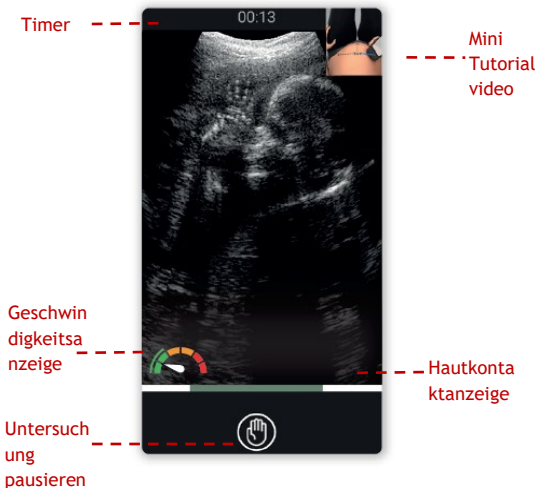 Timer
00:13
Mini
Tutorial
video
Geschwin
digkeitsa
nzeige
Hautkonta
ktanzeige
Untersuch
ung
pausieren